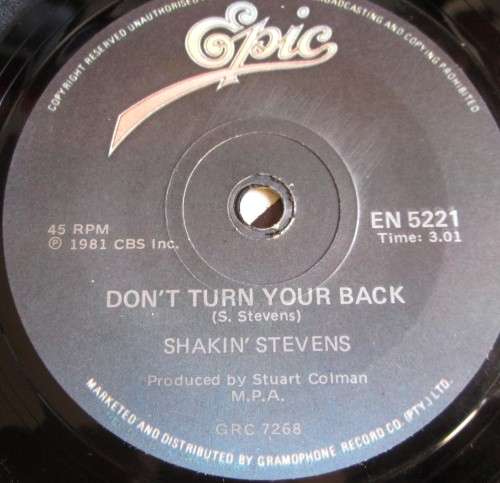 COPYRIGHT RESERVED UNAUTHORISED BROADCASTING AND COPYING PROHIBITED
Epic
45 RPM
Ⓟ 1981 CBS Inc.
EN 5221
Time: 3.01
DON'T TURN YOUR BACK
(S. Stevens)
SHAKIN' STEVENS
Produced by Stuart Colman
M.P.A.
GRC 7268
MARKETED AND DISTRIBUTED BY GRAMOPHONE RECORD CO. (PTY.) LTD.